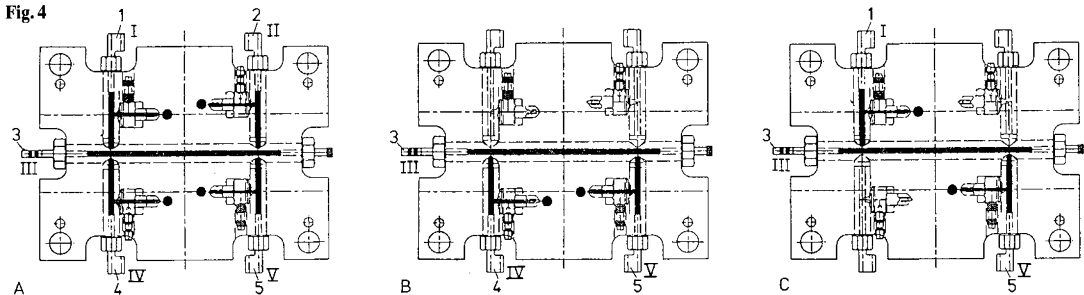 Fig. 4
1 I 2 II
3 III
IV 4 V 5
A
3 III
IV 4 V 5
B
1 I
3 III
V 5
C